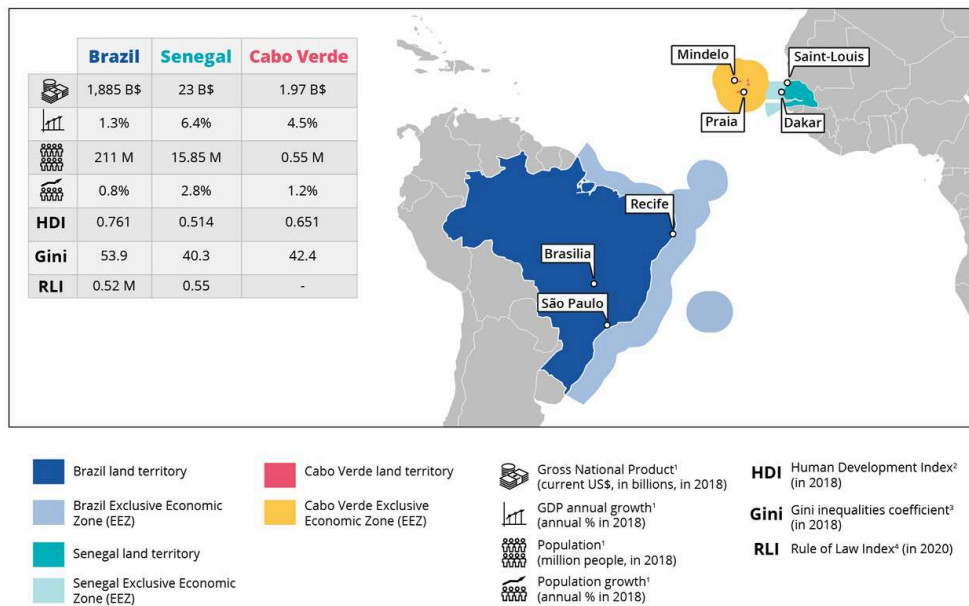 Brazil Senegal Cabo Verde
1,885 B$ 23 B$ 1.97 B$
1.3% 6.4% 4.5%
211 M 15.85 M 0.55 M
0.8% 2.8% 1.2%
HDI 0.761 0.514 0.651
Gini 53.9 40.3 42.4
RLI 0.52 M 0.55 -
Mindelo
Saint-Louis
Praia
Dakar
Recife
Brasilia
São Paulo
Brazil land territory
Brazil Exclusive Economic
Zone (EEZ)
Senegal land territory
Senegal Exclusive Economic
Zone (EEZ)
Cabo Verde land territory
Cabo Verde Exclusive
Economic Zone (EEZ)
Gross National Product¹
(current US$, in billions, in 2018)
GDP annual growth¹
(annual % in 2018)
Population¹
(million people, in 2018)
Population growth¹
(annual % in 2018)
HDI Human Development Index²
(in 2018)
Gini Gini inequalities coefficient³
(in 2018)
RLI Rule of Law Index⁴ (in 2020)